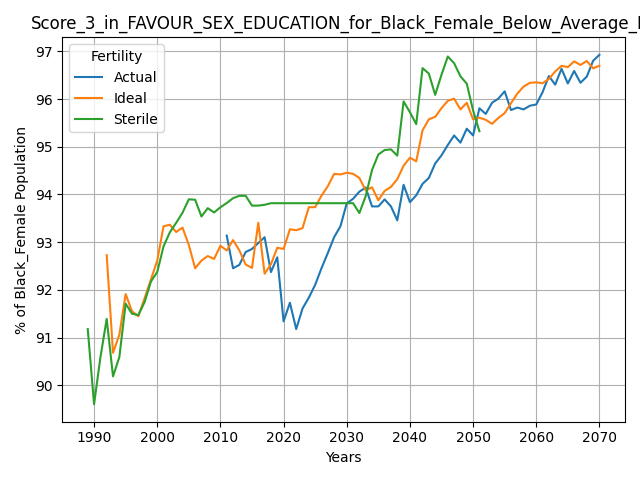 Score_3_in_FAVOUR_SEX_EDUCATION_for_Black_Female_Below_Average_
% of Black_Female Population
97
96
95
94
93
92
91
90
Fertility
Actual
Ideal
Sterile
1990 2000 2010 2020 2030 2040 2050 2060 2070
Years